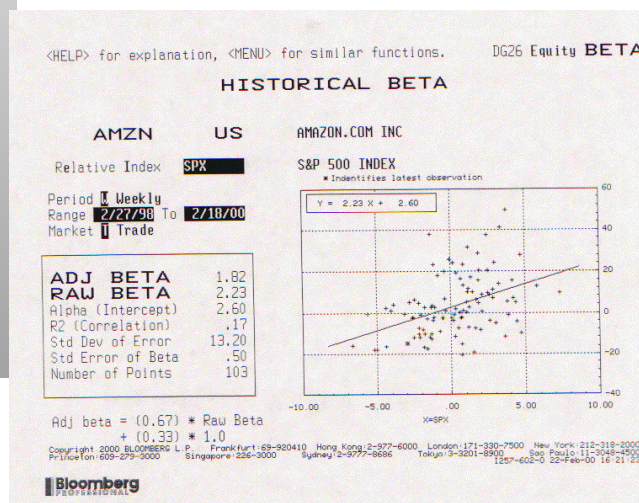 <HELP> for explanation, <MENU> for similar functions. DG26 Equity BETA
HISTORICAL BETA
AMZN US AMAZON.COM INC
Relative Index SPX S&P 500 INDEX
* Indentifies latest observation
Period W Weekly
Range 2/27/98 To 2/18/00
Market T Trade
Y = 2.23 X + 2.60
ADJ BETA 1.82
RAW BETA 2.23
Alpha (Intercept) 2.60
R2 (Correlation) .17
Std Dev of Error 13.20
Std Error of Beta .50
Number of Points 103
60
40
20
0
-20
-40
-10.00 -5.00 .00 5.00 10.00
X=SPX
Adj beta = (0.67) * Raw Beta
+ (0.33) * 1.0
Copyright 2000 BLOOMBERG L.P. Frankfurt:69-920410 Hong Kong:2-977-6000 London:171-330-7500 New York:212-318-2000
Princeton:609-279-3000 Singapore:226-3000 Sydney:2-9777-8686 Tokyo:3-3201-8900 Sao Paulo:11-3048-4500
I257-602-0 22-Feb-00 16:21:23
Bloomberg
PROFESSIONAL